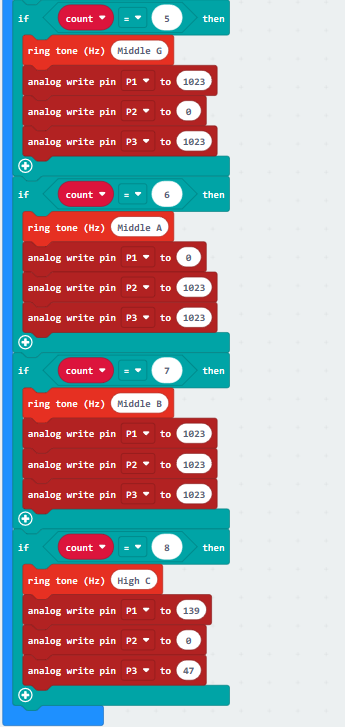 if count = 5 then
ring tone (Hz) Middle G
analog write pin P1 to 1023
analog write pin P2 to 0
analog write pin P3 to 1023
if count = 6 then
ring tone (Hz) Middle A
analog write pin P1 to 0
analog write pin P2 to 1023
analog write pin P3 to 1023
if count = 7 then
ring tone (Hz) Middle B
analog write pin P1 to 1023
analog write pin P2 to 1023
analog write pin P3 to 1023
if count = 8 then
ring tone (Hz) High C
analog write pin P1 to 139
analog write pin P2 to 0
analog write pin P3 to 47